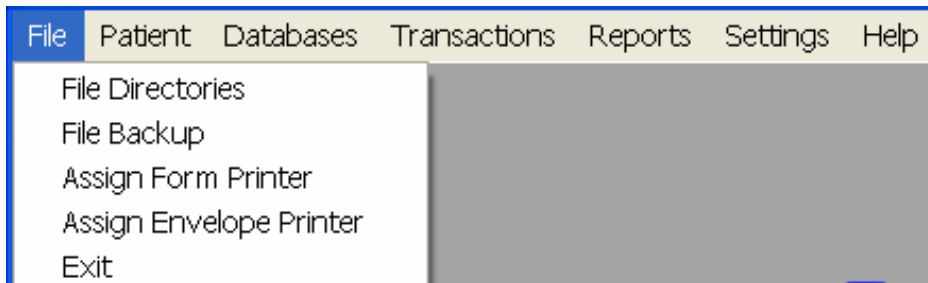 File Patient Databases Transactions Reports Settings Help
File Directories
File Backup
Assign Form Printer
Assign Envelope Printer
Exit